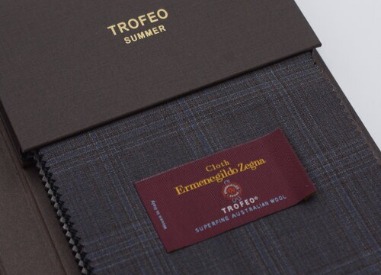 TROFEO
SUMMER
Cloth
Ermenegildo Zegna
TROFEO®
SUPERFINE AUSTRALIAN WOOL